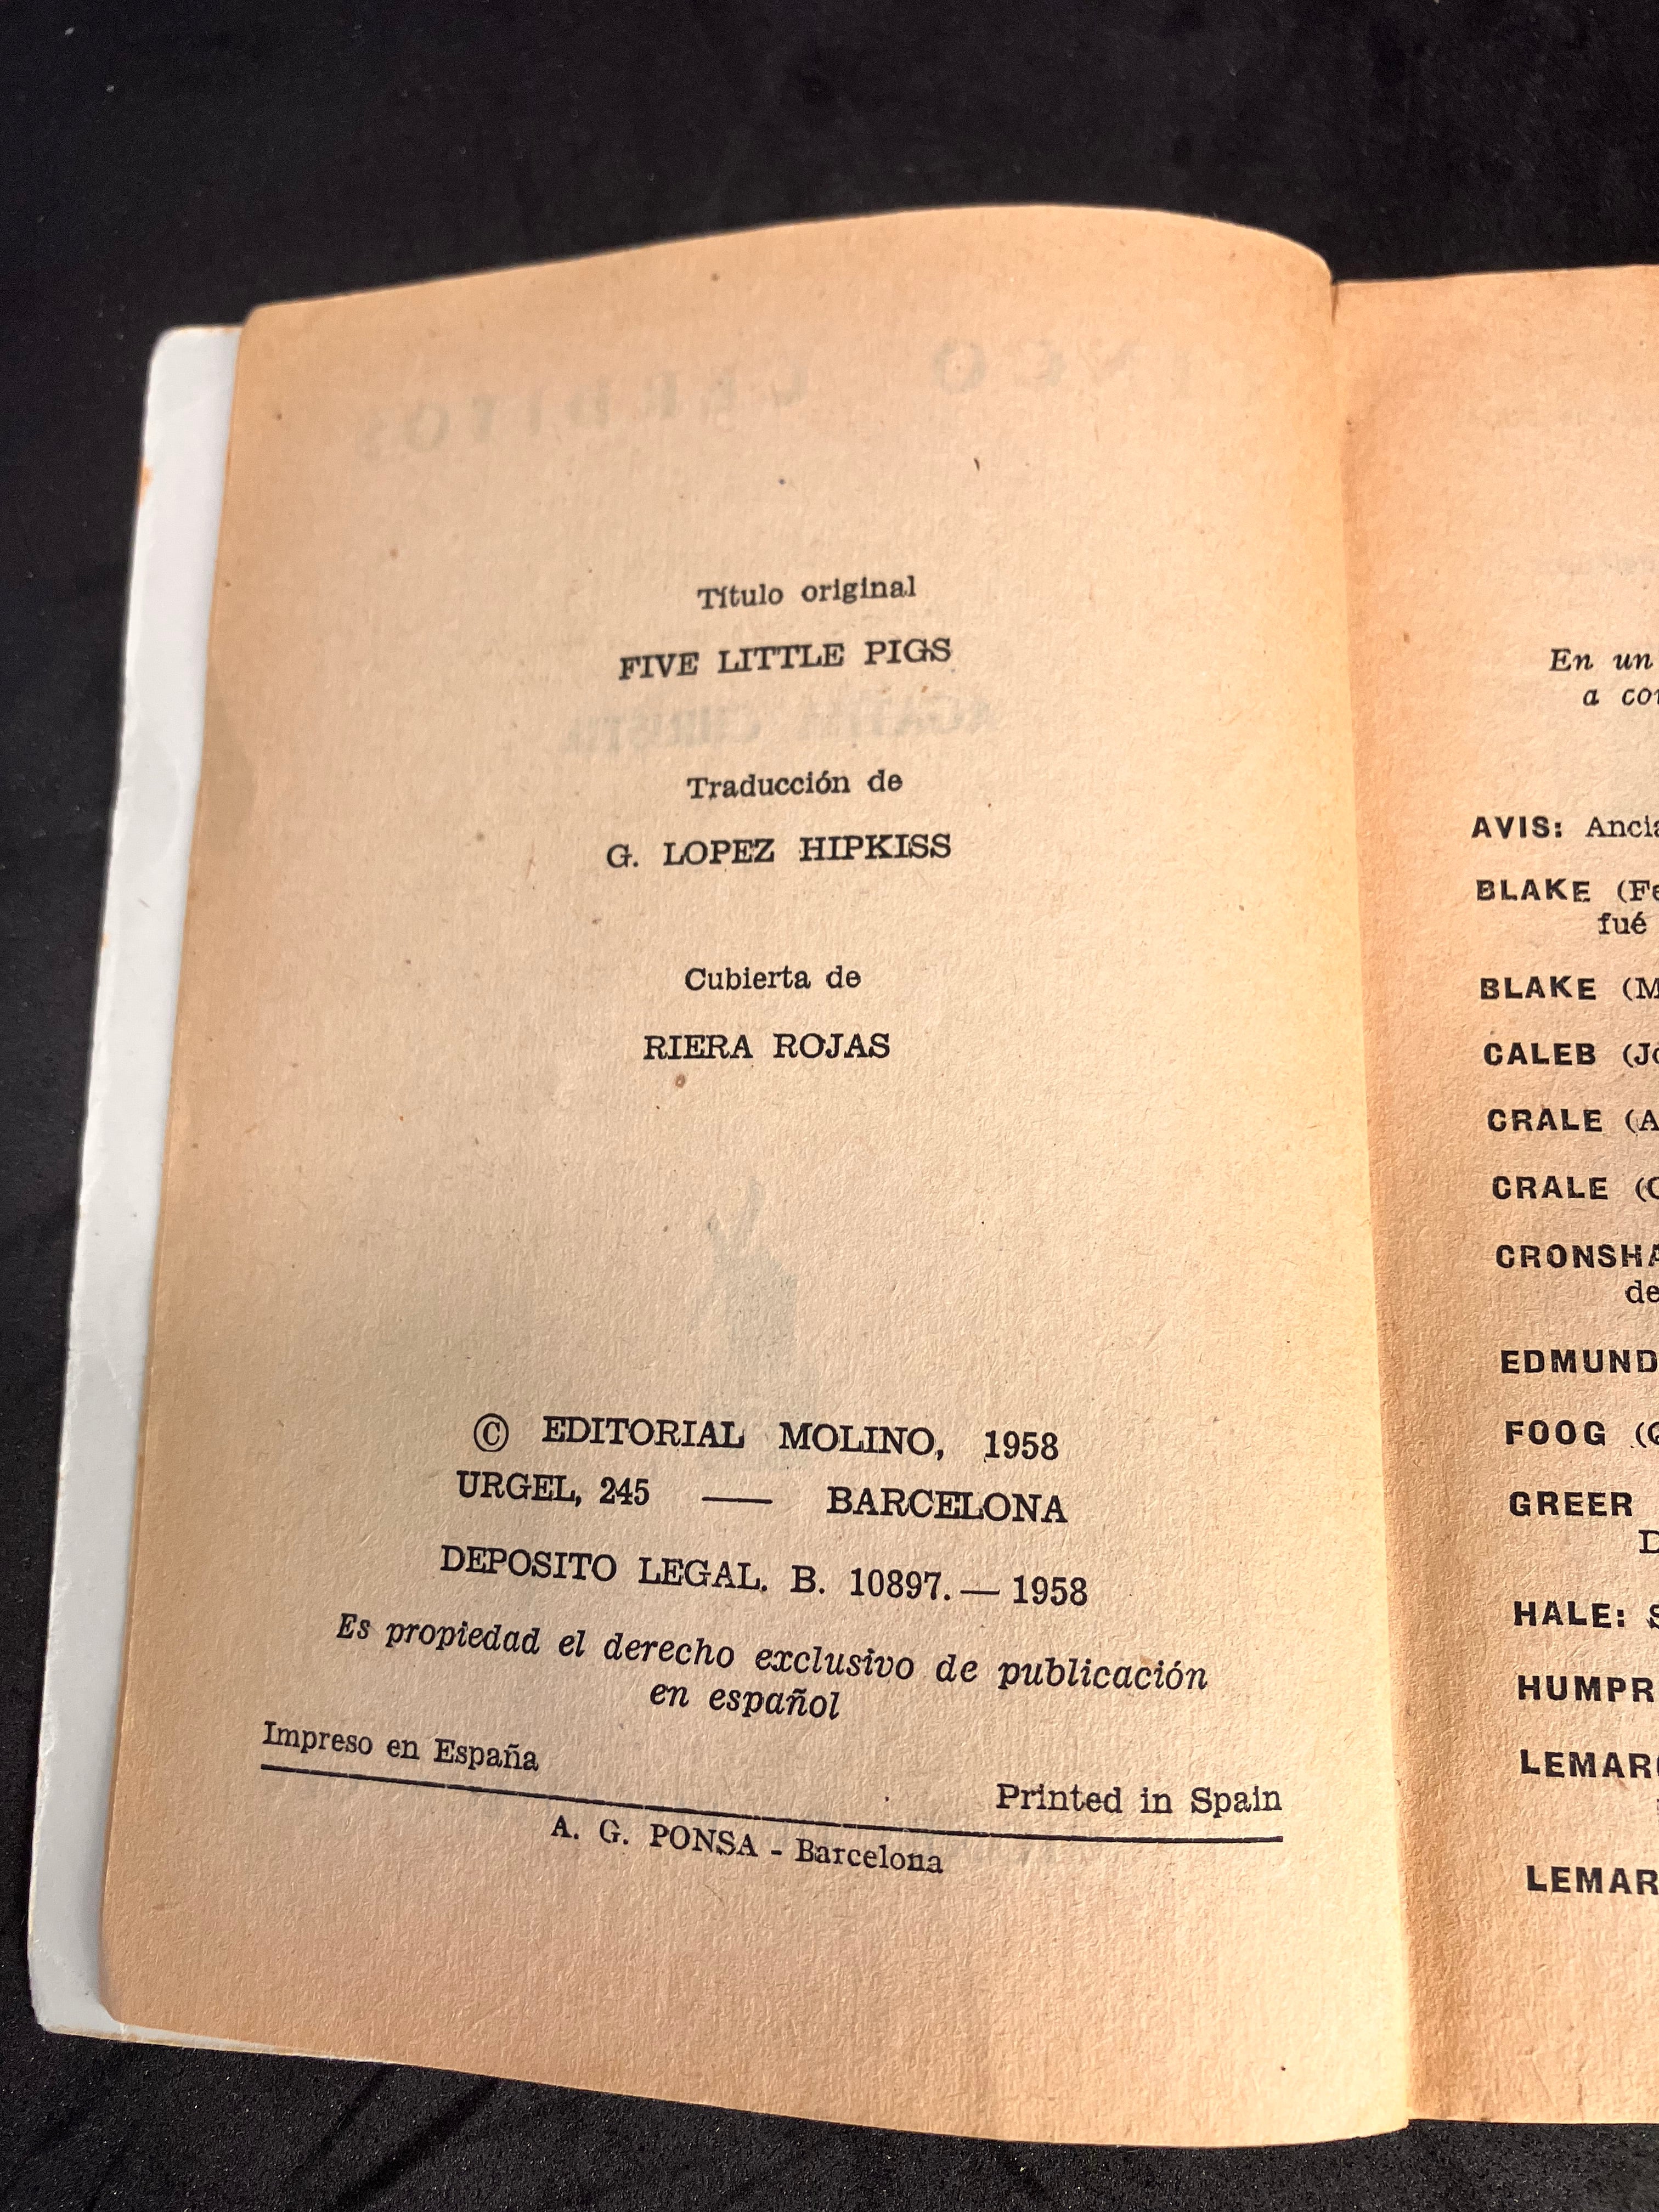 Título original
FIVE LITTLE PIGS
Traducción de
G. LOPEZ HIPKISS
Cubierta de
RIERA ROJAS
© EDITORIAL MOLINO, 1958
URGEL, 245 — BARCELONA
DEPOSITO LEGAL. B. 10897.— 1958
Es propiedad el derecho exclusivo de publicación
en español
Impreso en España
Printed in Spain
A. G. PONSA - Barcelona
En un
a
AVIS:
BLAKE
fué
BLAKE (M
CALEB
CRALE (A
CRALE
EDMUND
FOOG
GREER
HALE: